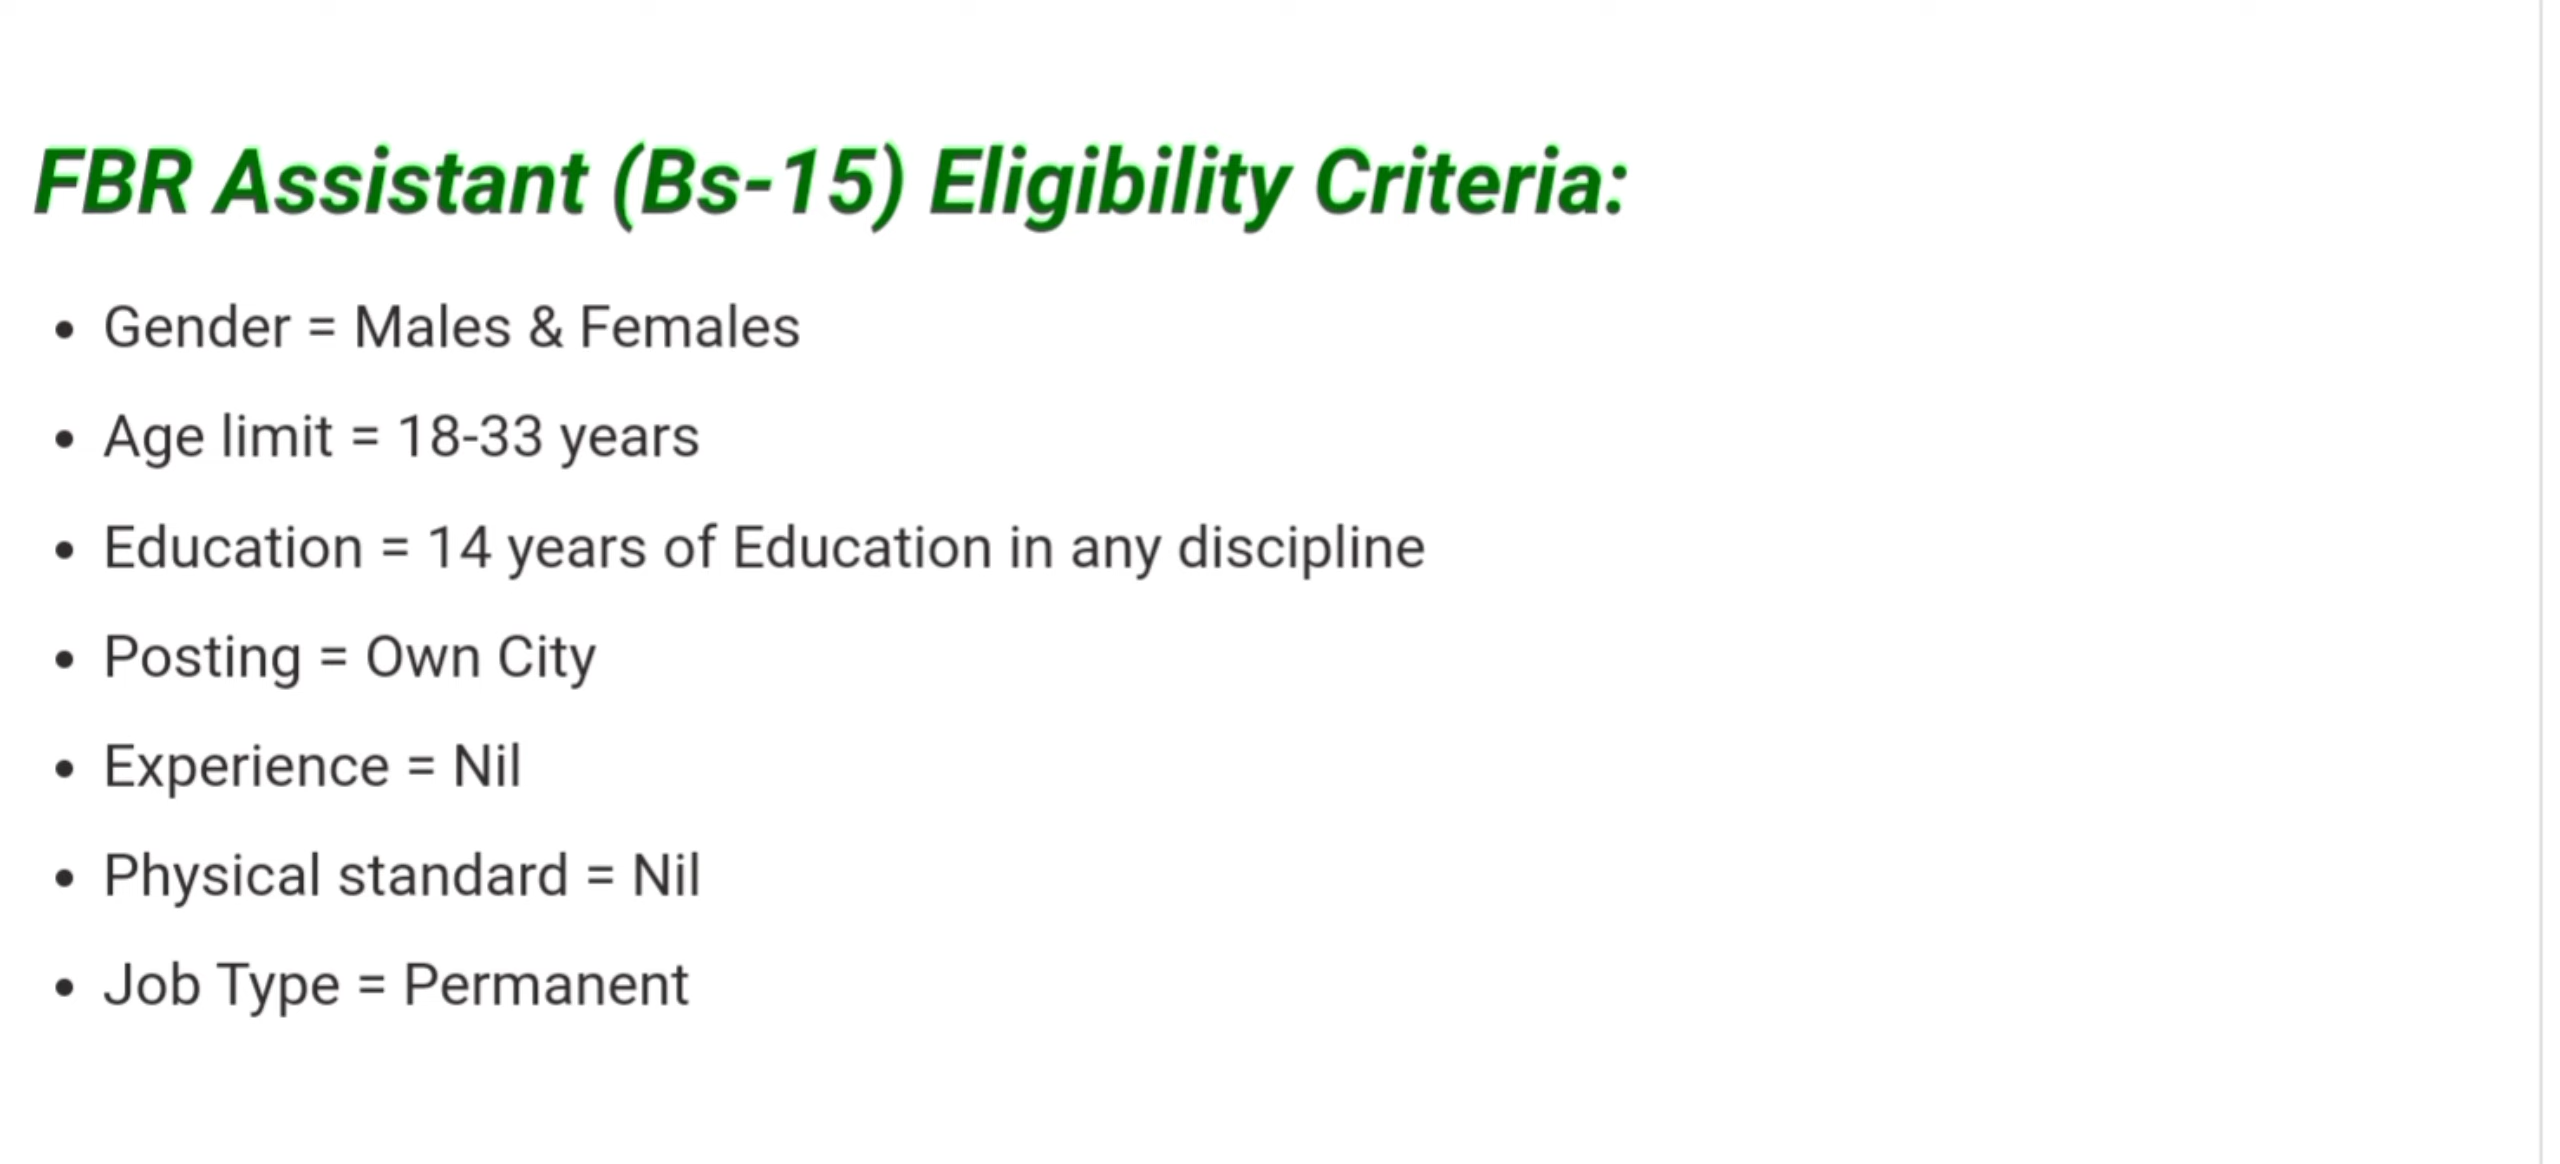 FBR Assistant (Bs-15) Eligibility Criteria:
• Gender = Males & Females
• Age limit = 18-33 years
• Education = 14 years of Education in any discipline
• Posting = Own City
• Experience = Nil
• Physical standard = Nil
• Job Type = Permanent